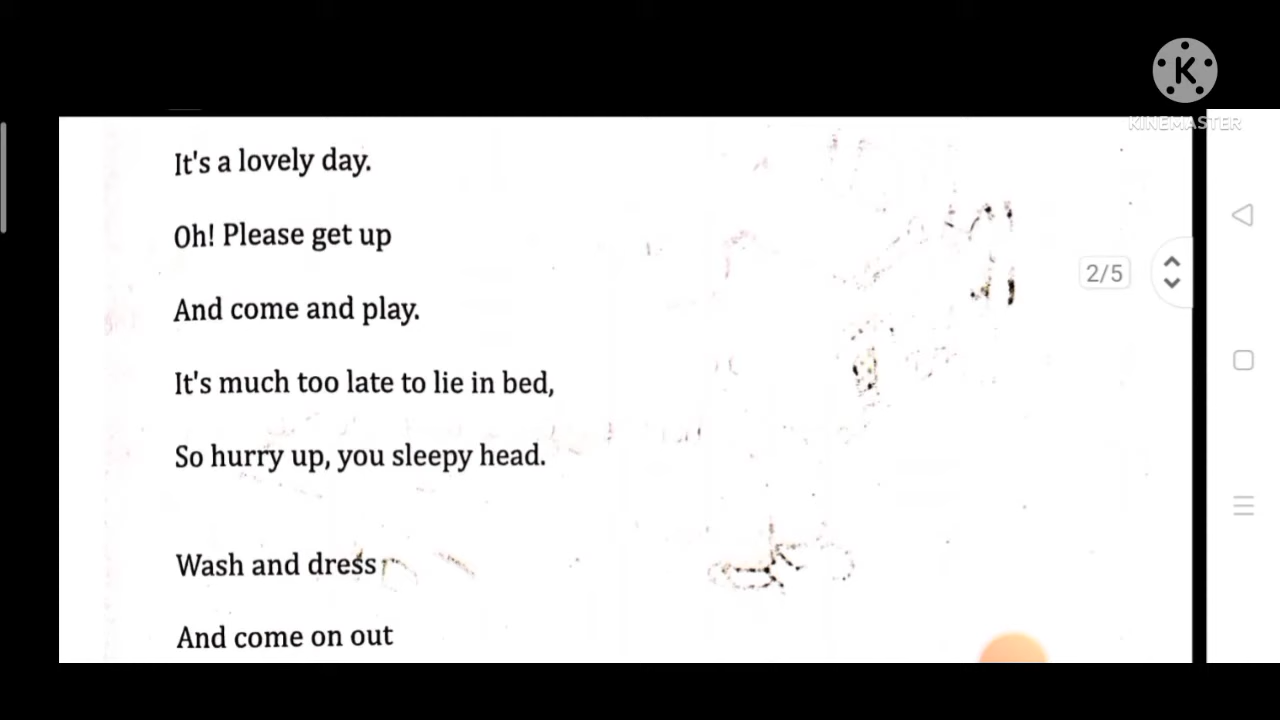 K
KINEMASTER
It's a lovely day.
Oh! Please get up
2/5
And come and play.
It's much too late to lie in bed,
So hurry up, you sleepy head.
Wash and dress
And come on out